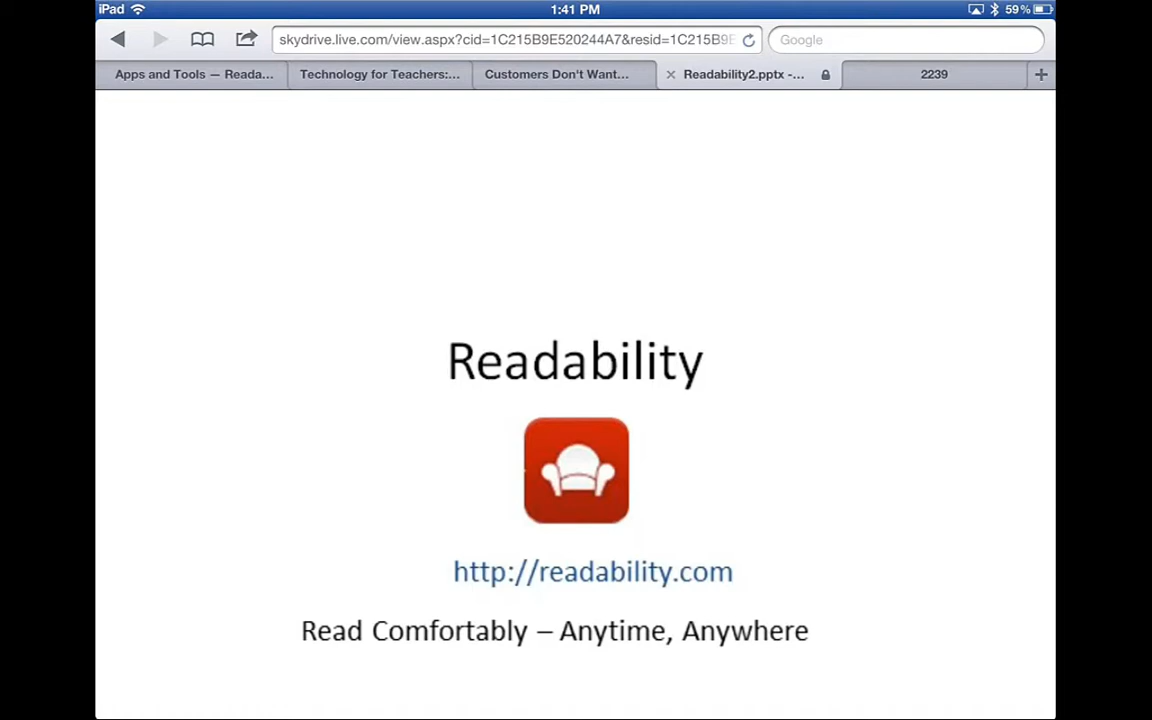 iPad 1:41 PM 59%
skydrive.live.com/view.aspx?cid=1C215B9E520244A7&resid=1C215B9E Google
Apps and Tools — Reada... Technology for Teachers:... Customers Don't Want... Readability2.pptx -... 2239
Readability
http://readability.com
Read Comfortably – Anytime, Anywhere